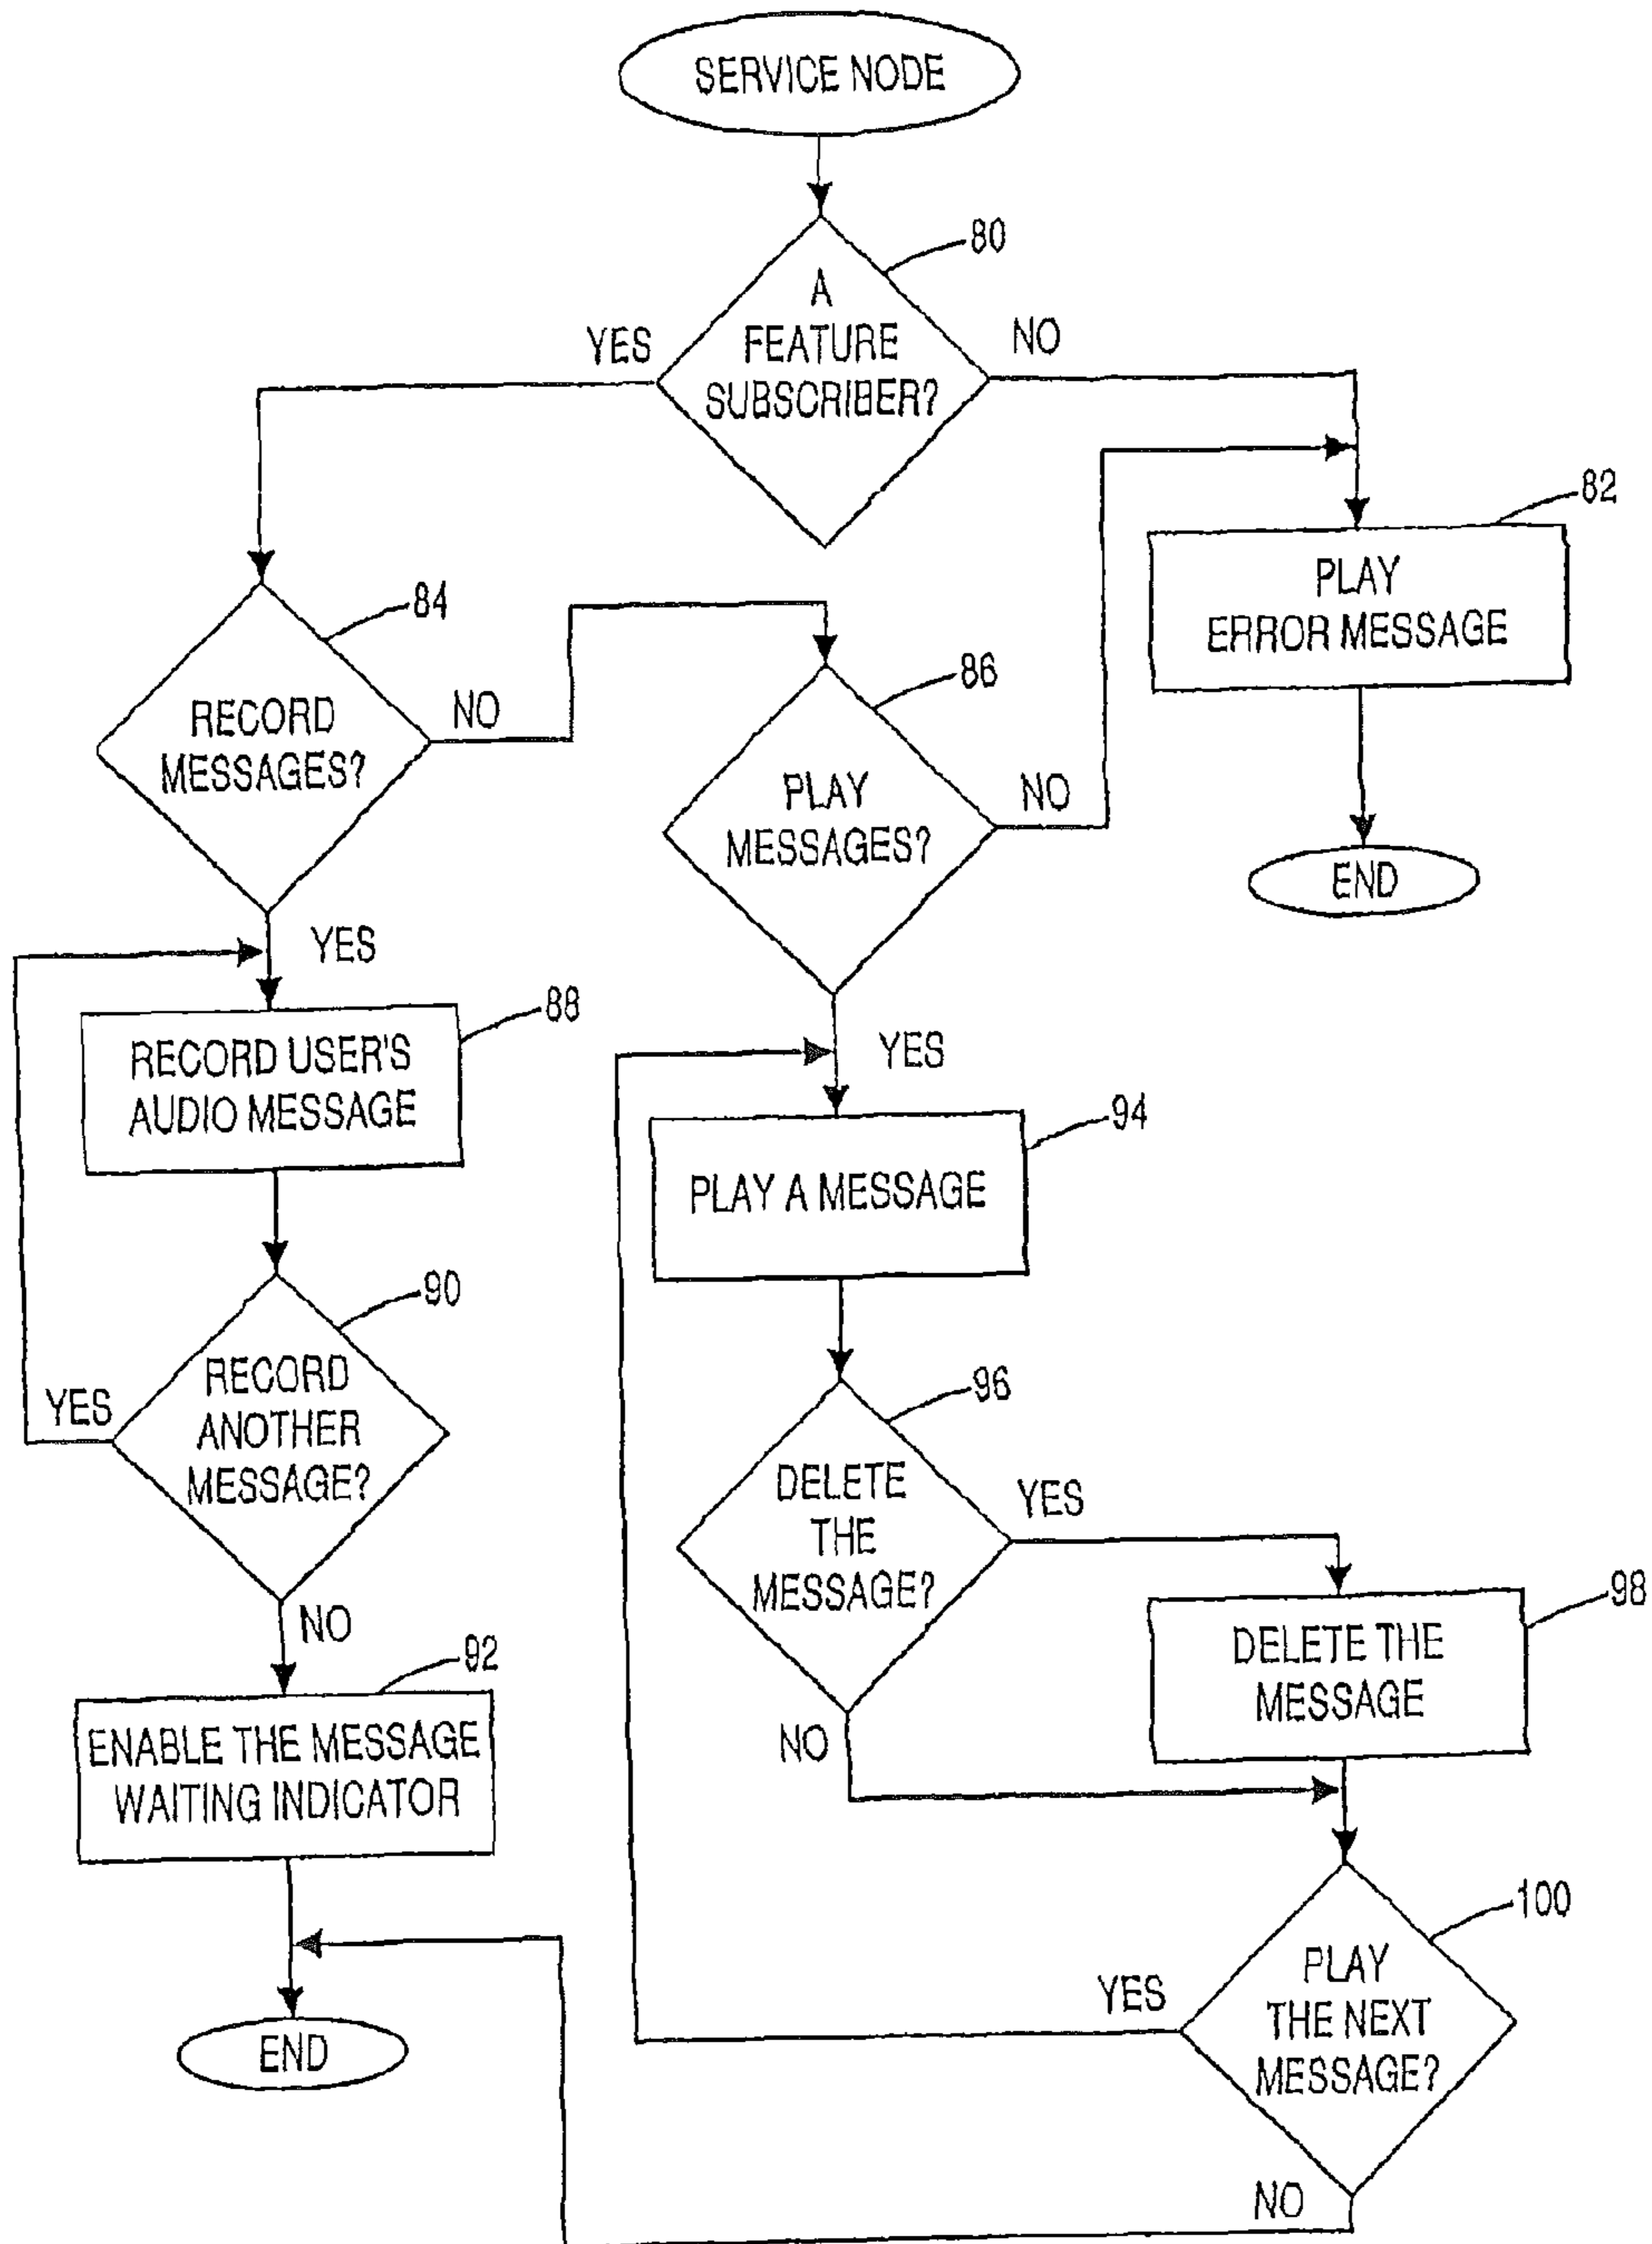 SERVICE NODE
80
A
FEATURE
SUBSCRIBER?
YES
NO
82
PLAY
ERROR MESSAGE
END
84
RECORD
MESSAGES?
NO
YES
86
PLAY
MESSAGES?
NO
YES
88
RECORD USER'S
AUDIO MESSAGE
90
RECORD
ANOTHER
MESSAGE?
YES
NO
92
ENABLE THE MESSAGE
WAITING INDICATOR
END
94
PLAY A MESSAGE
96
DELETE
THE
MESSAGE?
YES
NO
98
DELETE THE
MESSAGE
100
PLAY
THE NEXT
MESSAGE?
YES
NO